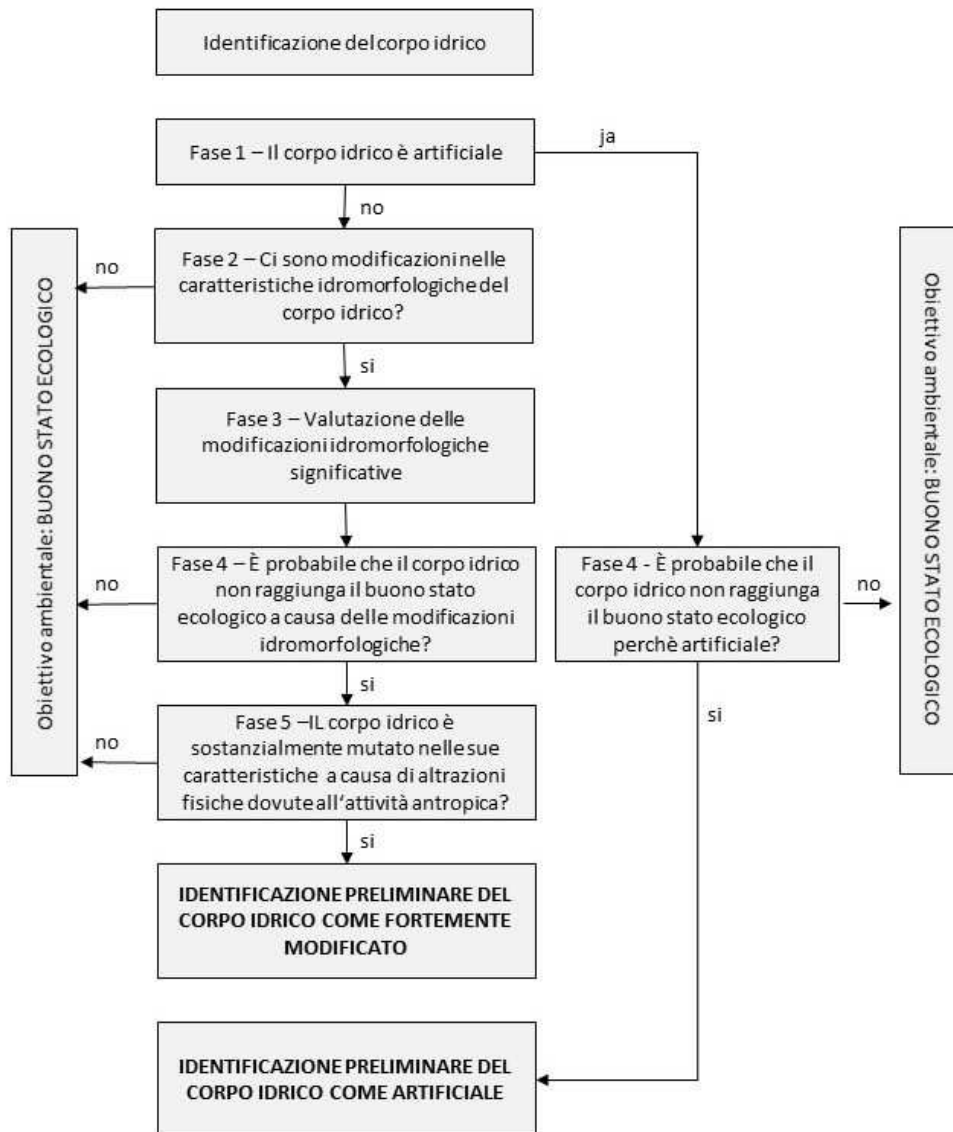 Identificazione del corpo idrico
Fase 1 – Il corpo idrico è artificiale
ja
no
Fase 2 – Ci sono modificazioni nelle
caratteristiche idromorfologiche del
corpo idrico?
no
si
Fase 3 – Valutazione delle
modificazioni idromorfologiche
significative
Fase 4 – È probabile che il corpo idrico
non raggiunga il buono stato
ecologico a causa delle modificazioni
idromorfologiche?
no
si
Fase 4 - È probabile che il
corpo idrico non raggiunga
il buono stato ecologico
perchè artificiale?
no
si
Fase 5 –IL corpo idrico è
sostanzialmente mutato nelle sue
caratteristiche a causa di altrazioni
fisiche dovute all'attività antropica?
no
si
IDENTIFICAZIONE PRELIMINARE DEL
CORPO IDRICO COME FORTEMENTE
MODIFICATO
IDENTIFICAZIONE PRELIMINARE DEL
CORPO IDRICO COME ARTIFICIALE
Obiettivo ambientale: BUONO STATO ECOLOGICO
Obiettivo ambientale: BUONO STATO ECOLOGICO